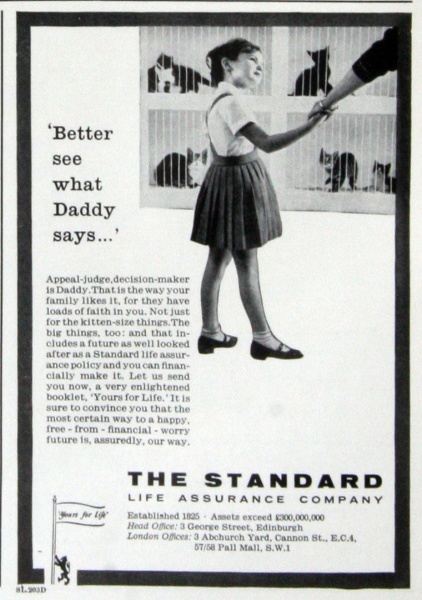 'Better
see
what
Daddy
says...'
Appeal-judge, decision-maker
is Daddy. That is the way your
family likes it, for they have
loads of faith in you. Not just
for the kitten-size things. The
big things, too: and that in-
cludes a future as well looked
after as a Standard life assur-
ance policy and you can finan-
cially make it. Let us send
you now, a very enlightened
booklet, 'Yours for Life.' It is
sure to convince you that the
most certain way to a happy,
free - from - financial - worry
future is, assuredly, our way.
THE STANDARD
LIFE ASSURANCE COMPANY
'Yours for Life'
Established 1825 · Assets exceed £300,000,000
Head Office: 3 George Street, Edinburgh
London Offices: 3 Abchurch Yard, Cannon St., E.C.4,
57/58 Pall Mall, S.W.1
SL.203D